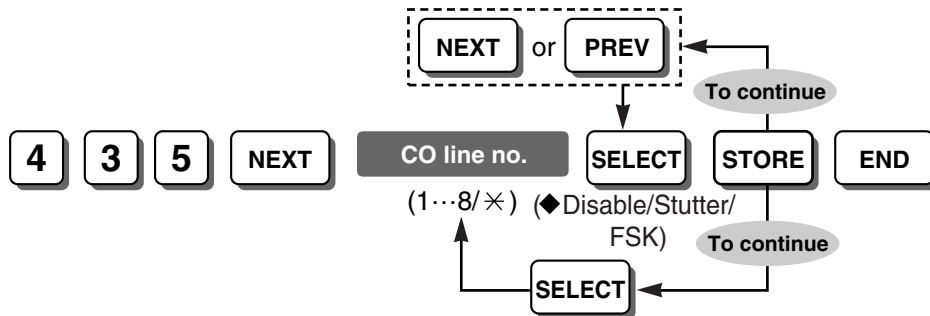 NEXT or PREV
To continue
4 3 5 NEXT CO line no. SELECT STORE END
(1···8/✳) (◆Disable/Stutter/
FSK)
To continue
SELECT